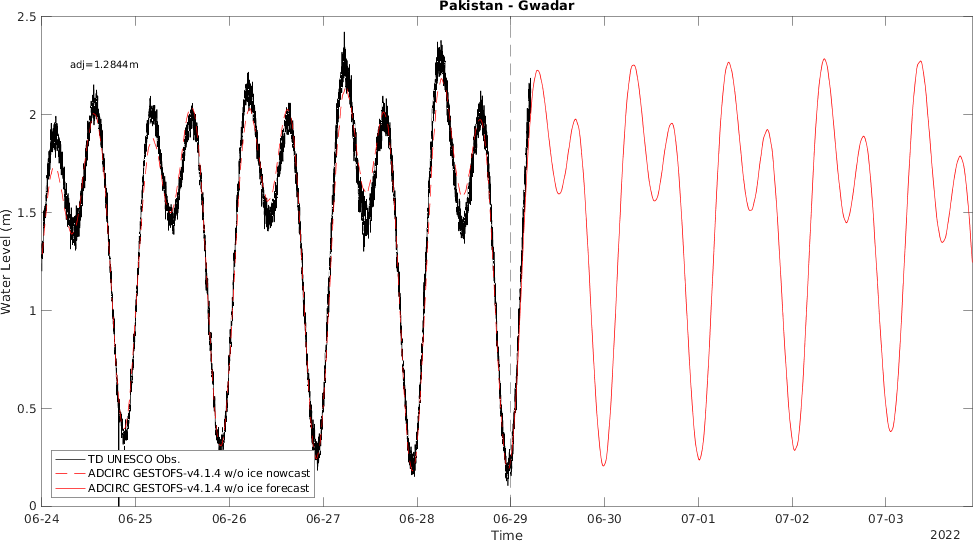 Pakistan - Gwadar
2.5
adj=1.2844m
2
1.5
Water Level (m)
1
0.5
TD UNESCO Obs.
ADCIRC GESTOFS-v4.1.4 w/o ice nowcast
ADCIRC GESTOFS-v4.1.4 w/o ice forecast
0
06-24 06-25 06-26 06-27 06-28 06-29 06-30 07-01 07-02 07-03
Time
2022